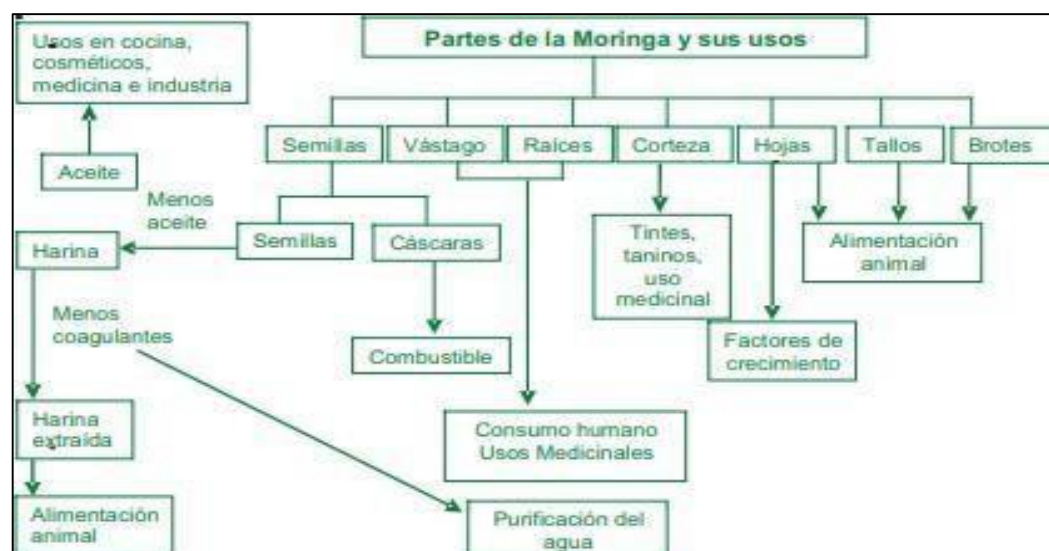 Partes de la Moringa y sus usos
Usos en cocina,
cosméticos,
medicina e industria
Aceite
Semillas
Vástago
Raíces
Corteza
Hojas
Tallos
Brotes
Menos
aceite
Harina
Semillas
Cáscaras
Tintes,
taninos,
uso
medicinal
Alimentación
animal
Menos
coagulantes
Combustible
Factores de
crecimiento
Harina
extraída
Consumo humano
Usos Medicinales
Alimentación
animal
Purificación del
agua